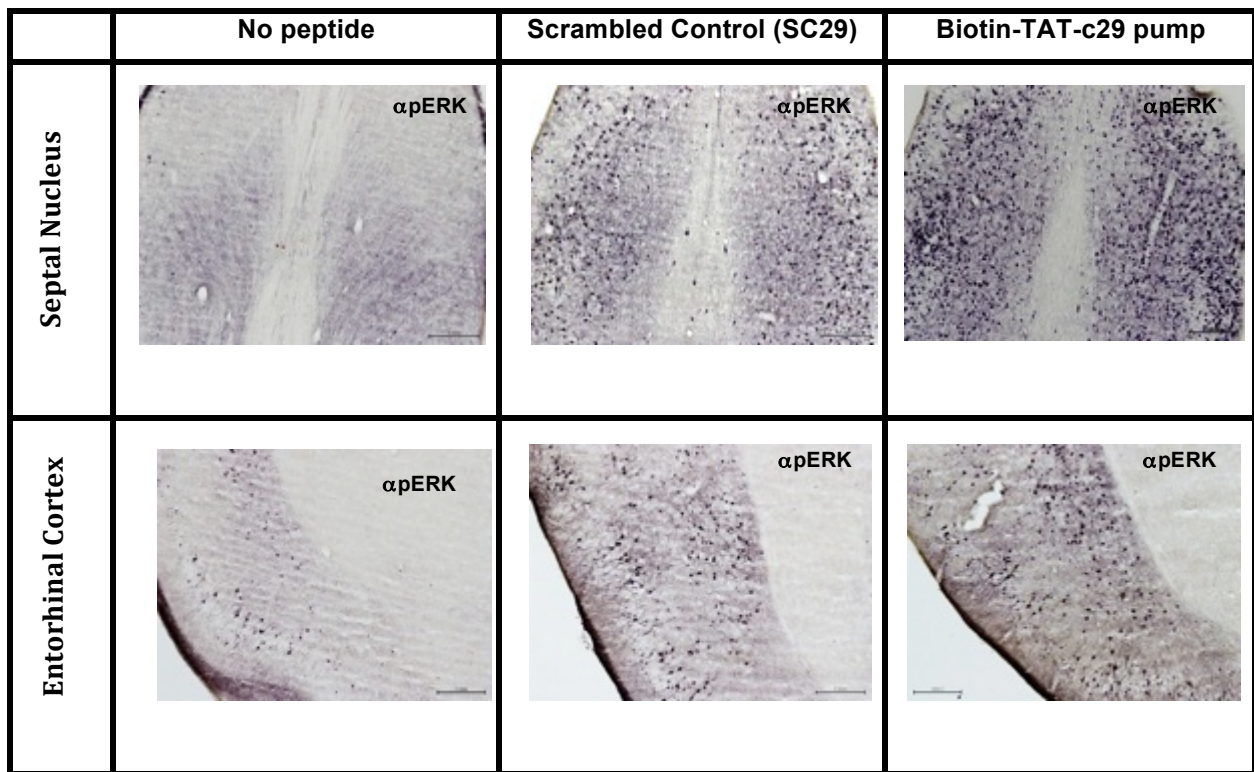 No peptide
Scrambled Control (SC29)
Biotin-TAT-c29 pump
Septal Nucleus
αpERK
αpERK
αpERK
Entorhinal Cortex
αpERK
αpERK
αpERK